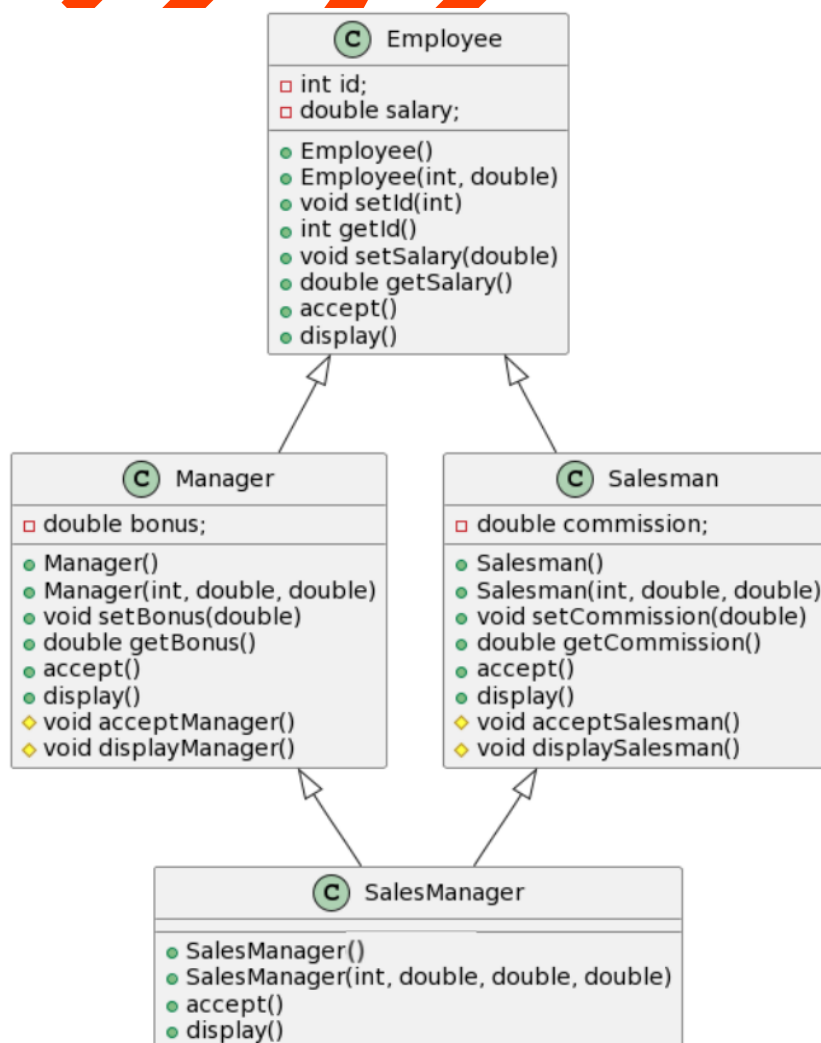 C Employee
int id;
double salary;
Employee()
Employee(int, double)
void setId(int)
int getId()
void setSalary(double)
double getSalary()
accept()
display()
C Manager
double bonus;
Manager()
Manager(int, double, double)
void setBonus(double)
double getBonus()
accept()
display()
void acceptManager()
void displayManager()
C Salesman
double commission;
Salesman()
Salesman(int, double, double)
void setCommission(double)
double getCommission()
accept()
display()
void acceptSalesman()
void displaySalesman()
C SalesManager
SalesManager()
SalesManager(int, double, double, double)
accept()
display()